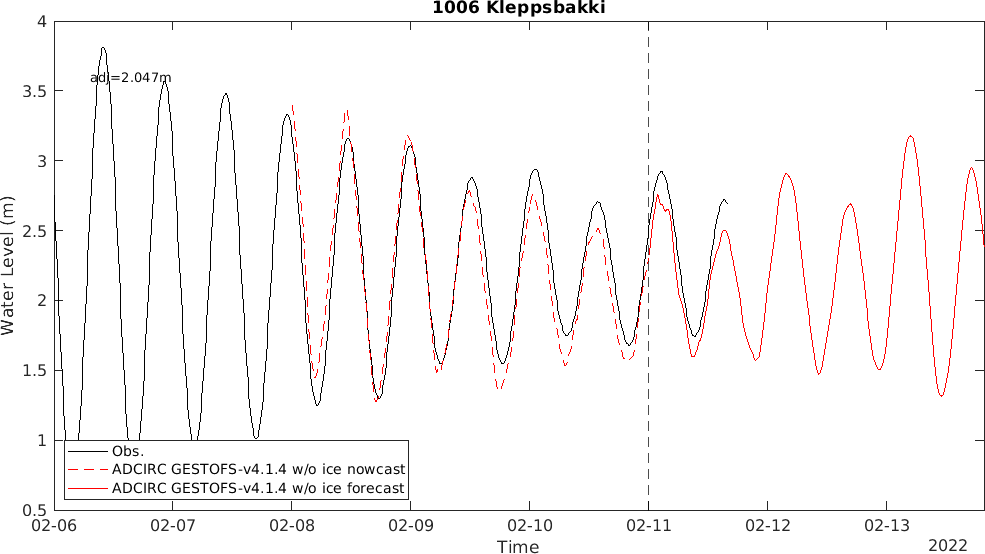 1006 Kleppsbakki
adj=2.047m
Water Level (m)
4
3.5
3
2.5
2
1.5
1
0.5
Obs.
ADCIRC GESTOFS-v4.1.4 w/o ice nowcast
ADCIRC GESTOFS-v4.1.4 w/o ice forecast
02-06 02-07 02-08 02-09 02-10 02-11 02-12 02-13
Time
2022